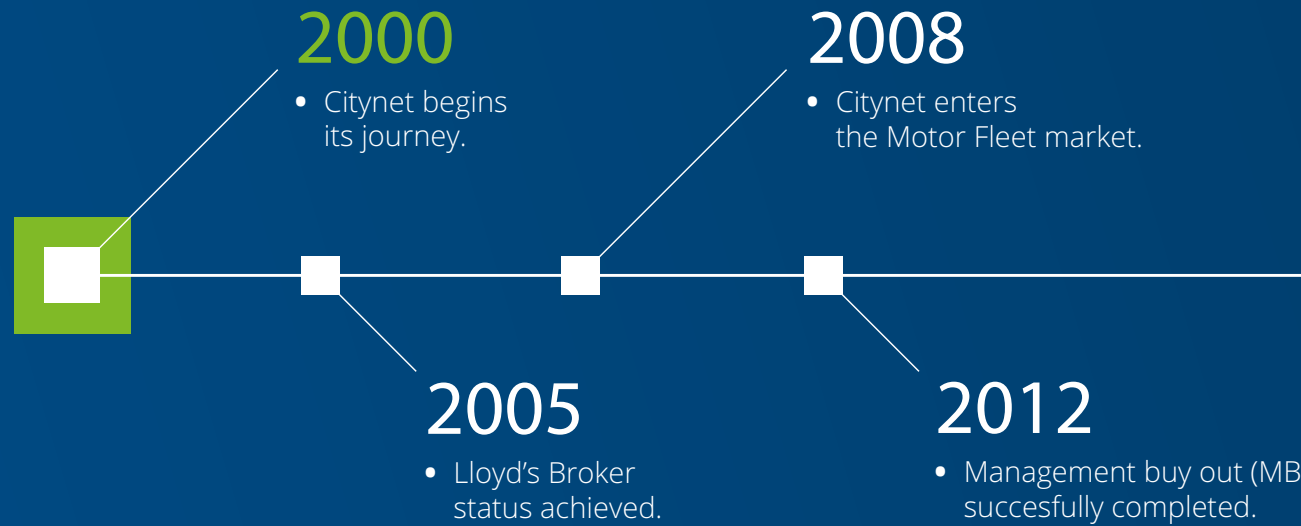 2000
• Citynet begins
its journey.
2005
• Lloyd’s Broker
status achieved.
2008
• Citynet enters
the Motor Fleet market.
2012
• Management buy out (MB
succesfully completed.